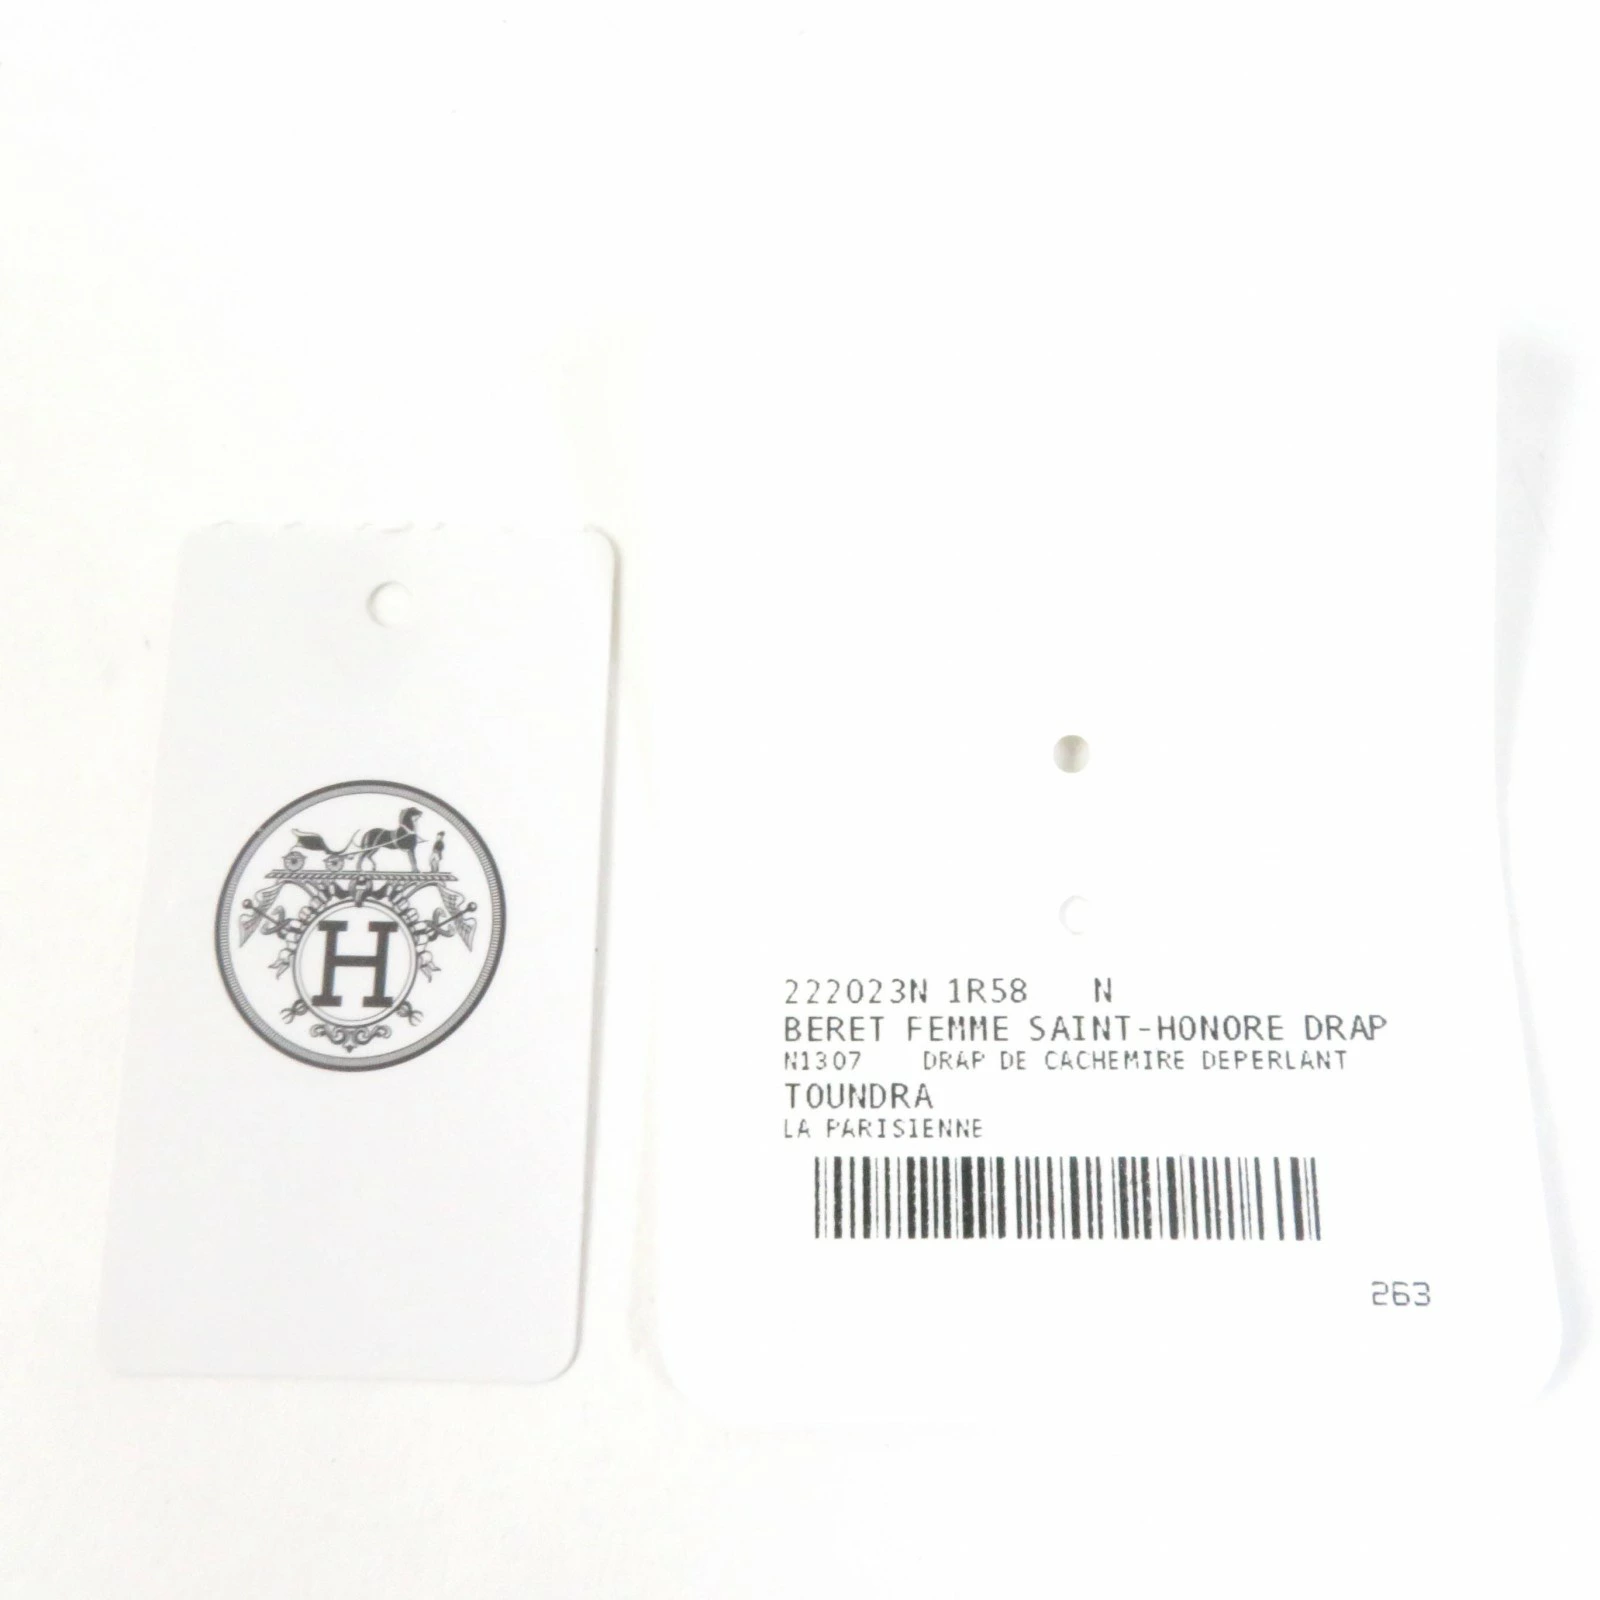 H
222023N 1R58 N
BERET FEMME SAINT-HONORE DRAP
N1307 DRAP DE CACHEMIRE DEPERLANT
TOUNDRA
LA PARISIENNE
263